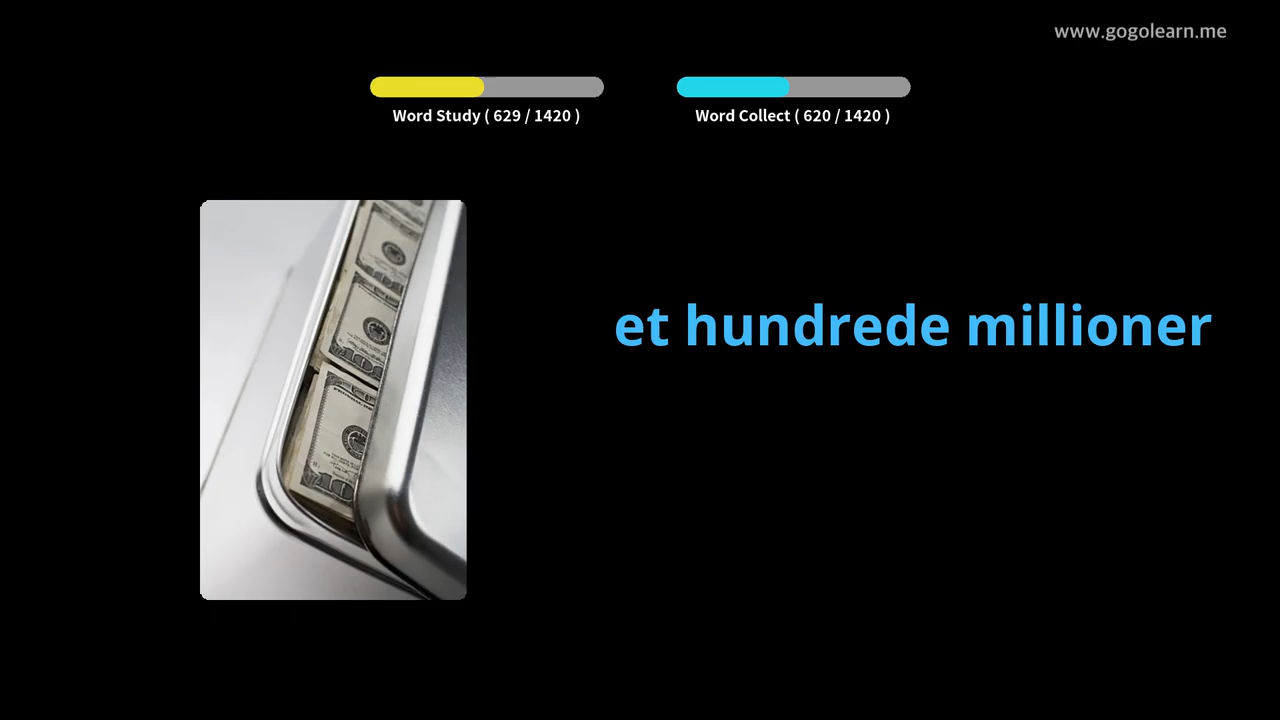 www.gogolearn.me
Word Study ( 629 / 1420 )
Word Collect ( 620 / 1420 )
et hundrede millioner